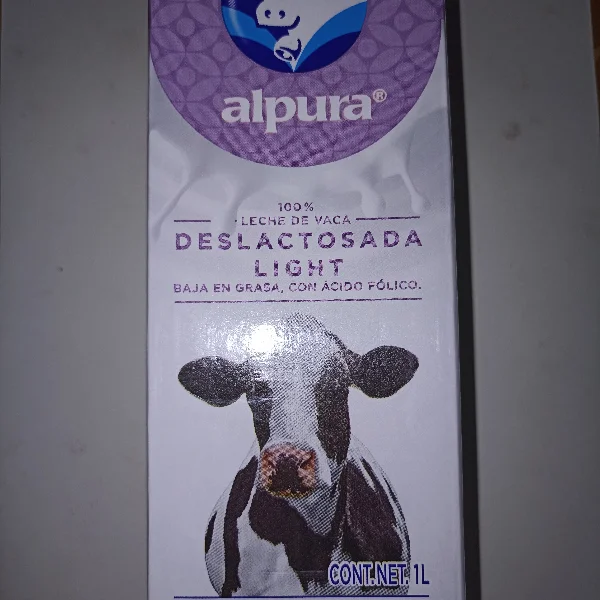 alpura®
100%
LECHE DE VACA
DESLACTOSADA
LIGHT
BAJA EN GRASA, CON ÁCIDO FÓLICO.
CONT.NET. 1L